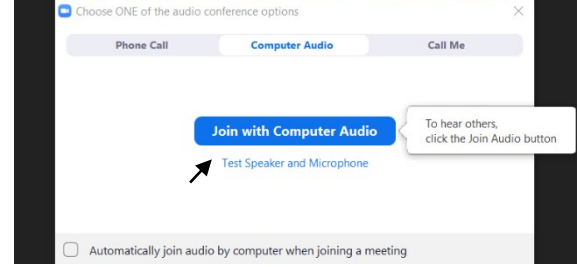 Choose ONE of the audio conference options
Phone Call
Computer Audio
Call Me
Join with Computer Audio
To hear others,
click the Join Audio button
Test Speaker and Microphone
Automatically join audio by computer when joining a meeting